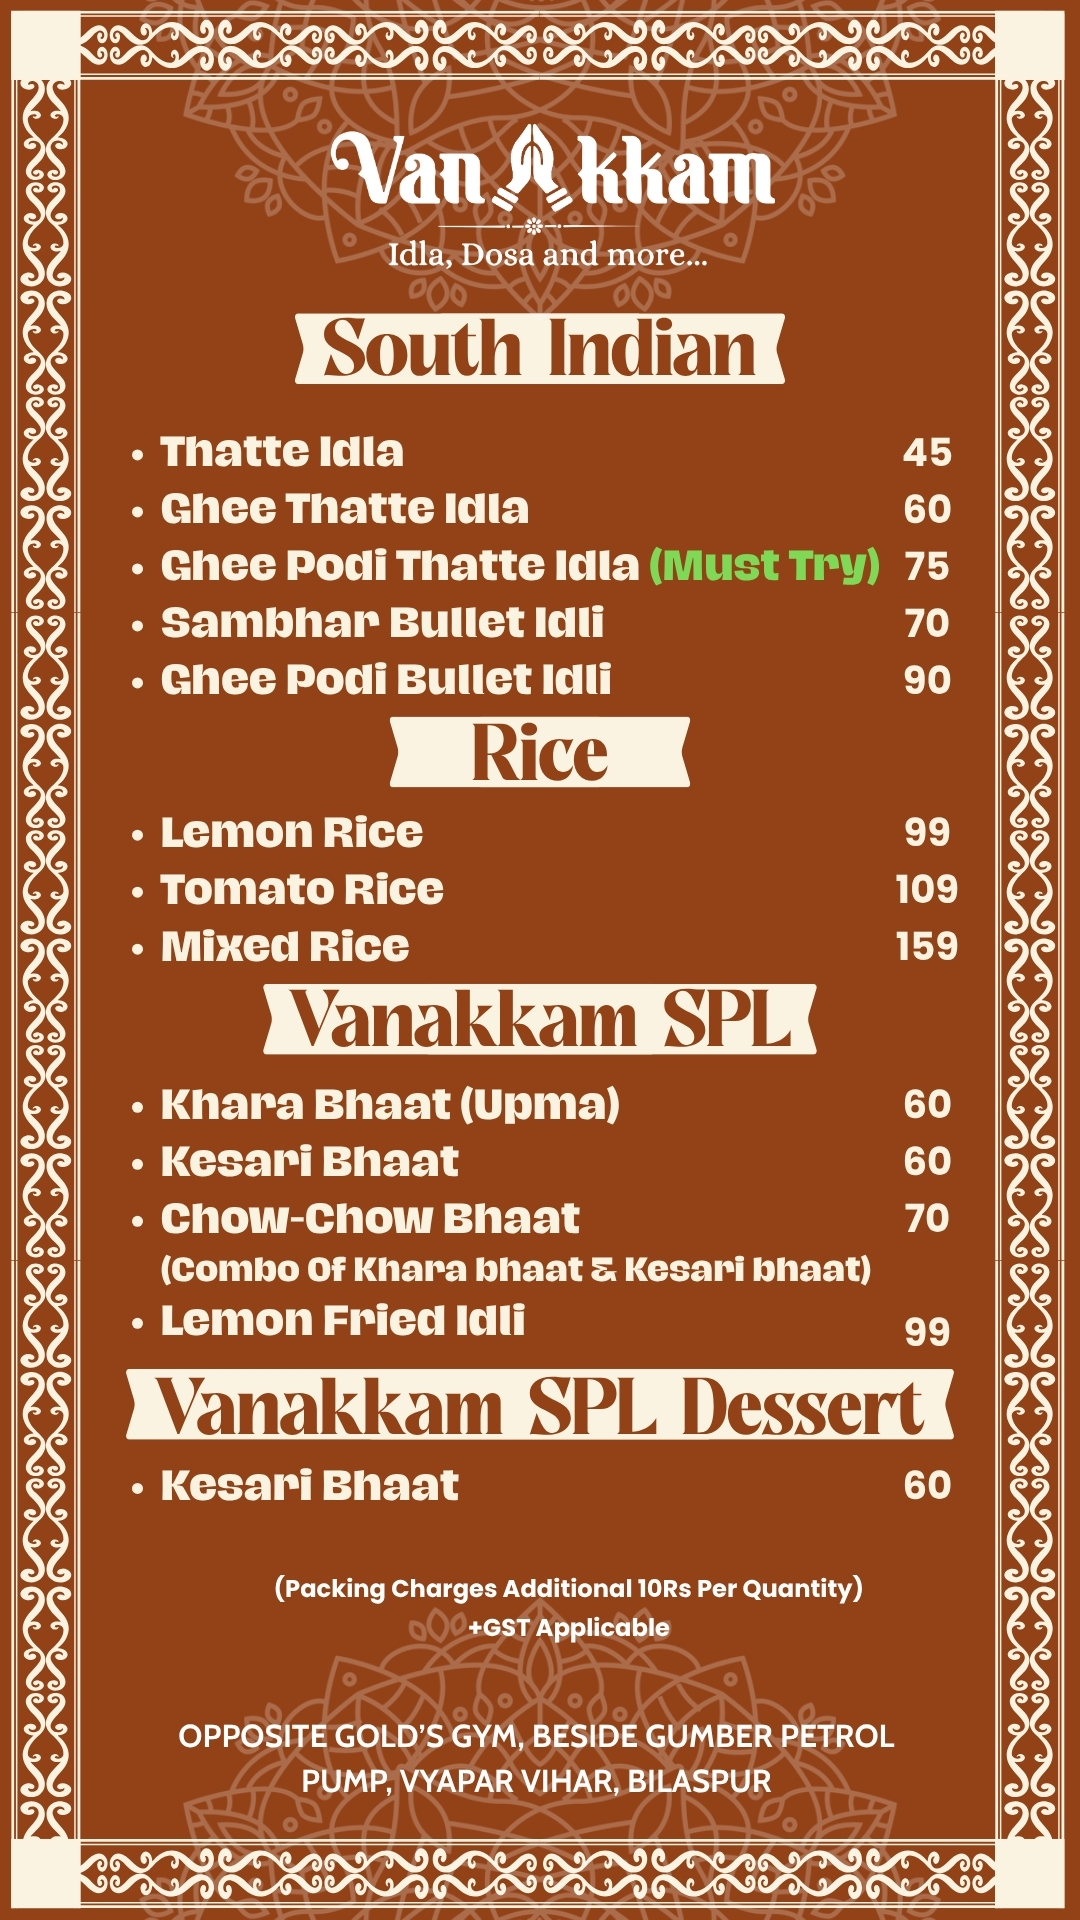 Vanakkam
Idla, Dosa and more...
South Indian
• Thatte Idla 45
• Ghee Thatte Idla 60
• Ghee Podi Thatte Idla (Must Try) 75
• Sambhar Bullet Idli 70
• Ghee Podi Bullet Idli 90
Rice
• Lemon Rice 99
• Tomato Rice 109
• Mixed Rice 159
Vanakkam SPL
• Khara Bhaat (Upma) 60
• Kesari Bhaat 60
• Chow-Chow Bhaat 70
(Combo Of Khara bhaat & Kesari bhaat)
• Lemon Fried Idli 99
Vanakkam SPL Dessert
• Kesari Bhaat 60
(Packing Charges Additional 10Rs Per Quantity)
+GST Applicable
OPPOSITE GOLD’S GYM, BESIDE GUMBER PETROL
PUMP, VYAPAR VIHAR, BILASPUR